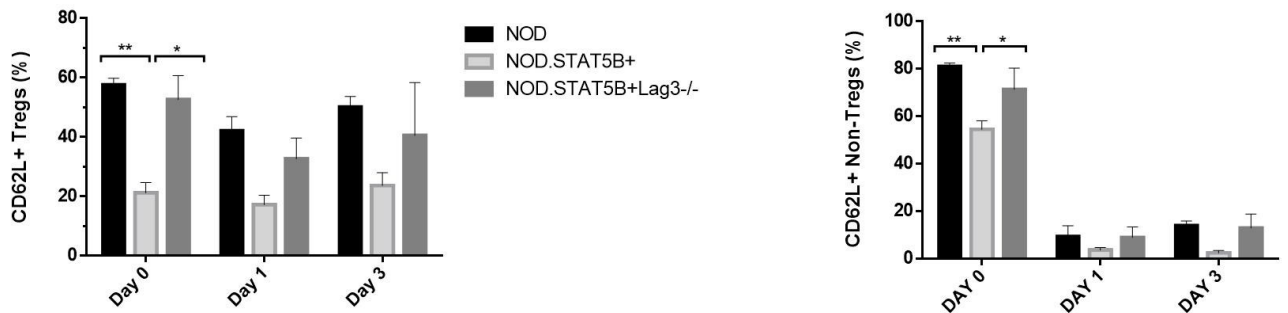 CD62L+ Tregs (%)
80
60
40
20
0
**
*
Day 0
Day 1
Day 3
NOD
NOD.STAT5B+
NOD.STAT5B+Lag3-/-
CD62L+ Non-Tregs (%)
100
80
60
40
20
0
**
*
DAY 0
DAY 1
DAY 3